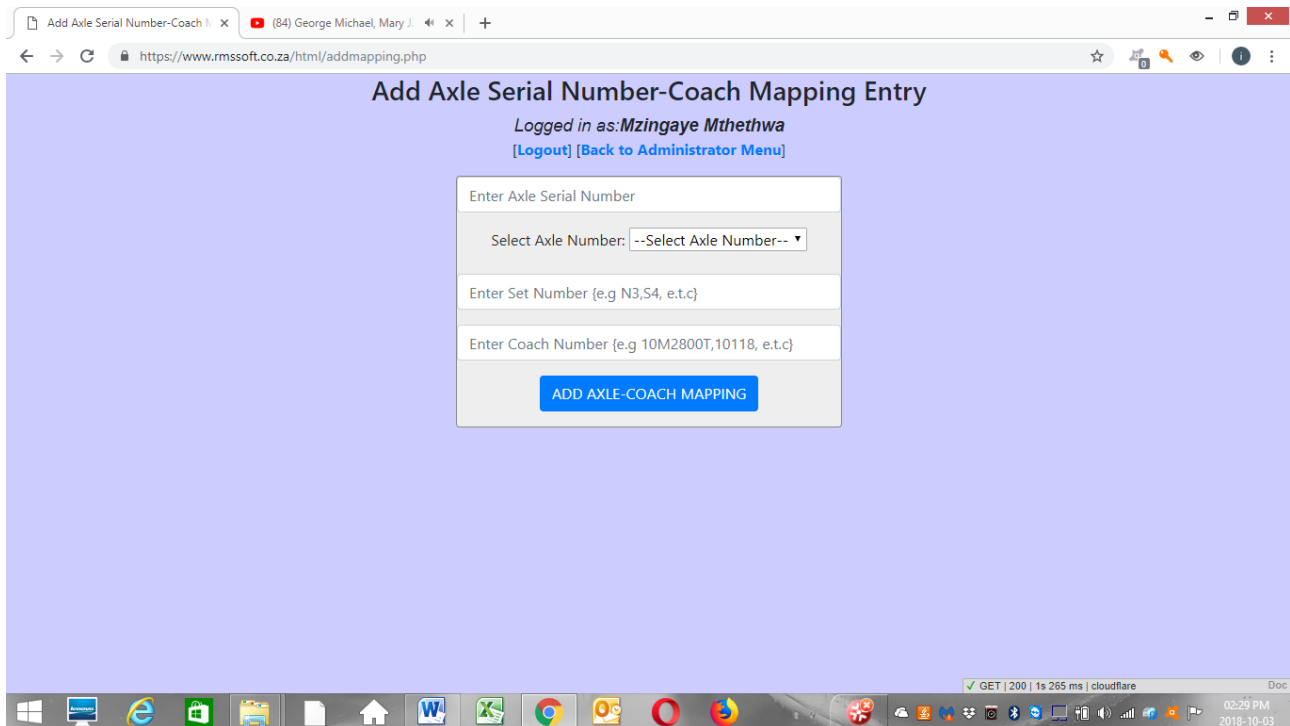 Add Axle Serial Number-Coach M
(84) George Michael, Mary J.
https://www.rmssoft.co.za/html/addmapping.php
0
i
Add Axle Serial Number-Coach Mapping Entry
Logged in as:Mzingaye Mthethwa
[Logout] [Back to Administrator Menu]
Enter Axle Serial Number
Select Axle Number: --Select Axle Number--
Enter Set Number {e.g N3,S4, e.t.c}
Enter Coach Number {e.g 10M2800T,10118, e.t.c}
ADD AXLE-COACH MAPPING
✓ GET | 200 | 1s 265 ms | cloudflare
Doc
lenovo
02:29 PM
2018-10-03